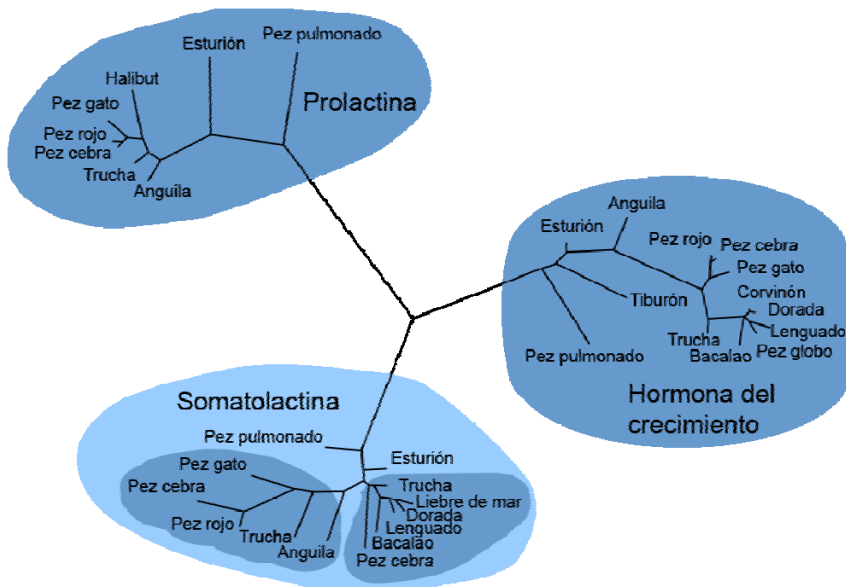 Pez pulmonado
Esturión
Halibut
Prolactina
Pez gato
Pez rojo
Pez cebra
Trucha
Anguila
Anguila
Esturión
Pez rojo
Pez cebra
Pez gato
Tiburón
Corvinón
Dorada
Lenguado
Trucha
Bacalao
Pez globo
Pez pulmonado
Hormona del
crecimiento
Somatolactina
Pez pulmonado
Esturión
Pez gato
Pez cebra
Pez rojo
Trucha
Anguila
Trucha
Liebre de mar
Dorada
Lenguado
Bacalao
Pez cebra